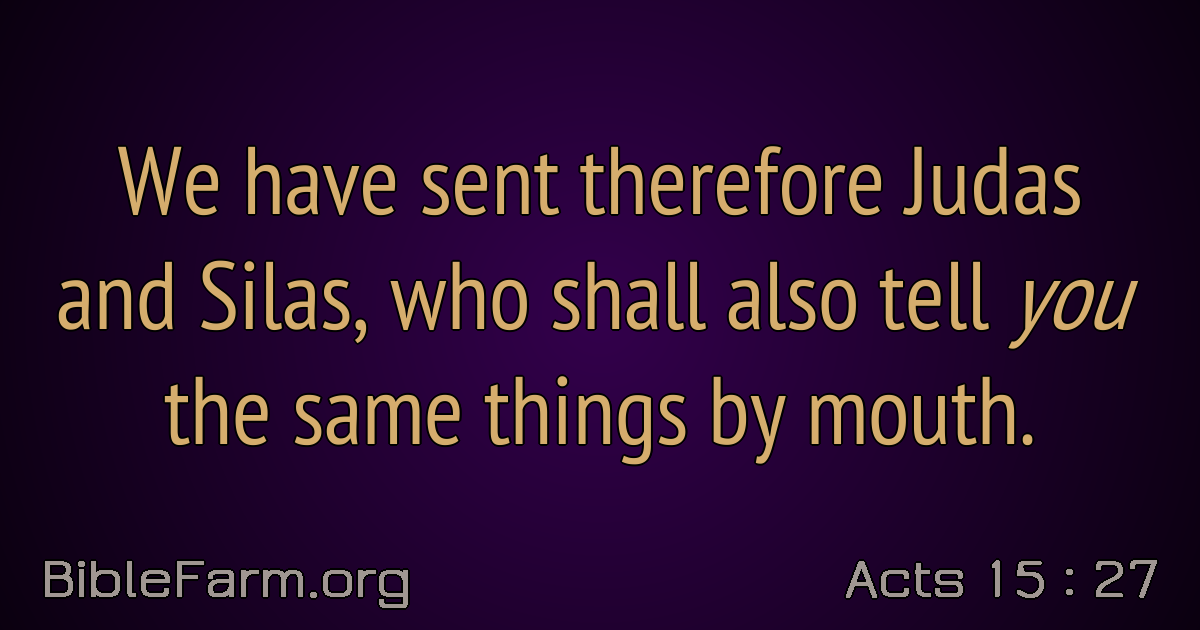 We have sent therefore Judas
and Silas, who shall also tell you
the same things by mouth.
BibleFarm.org
Acts 15 : 27